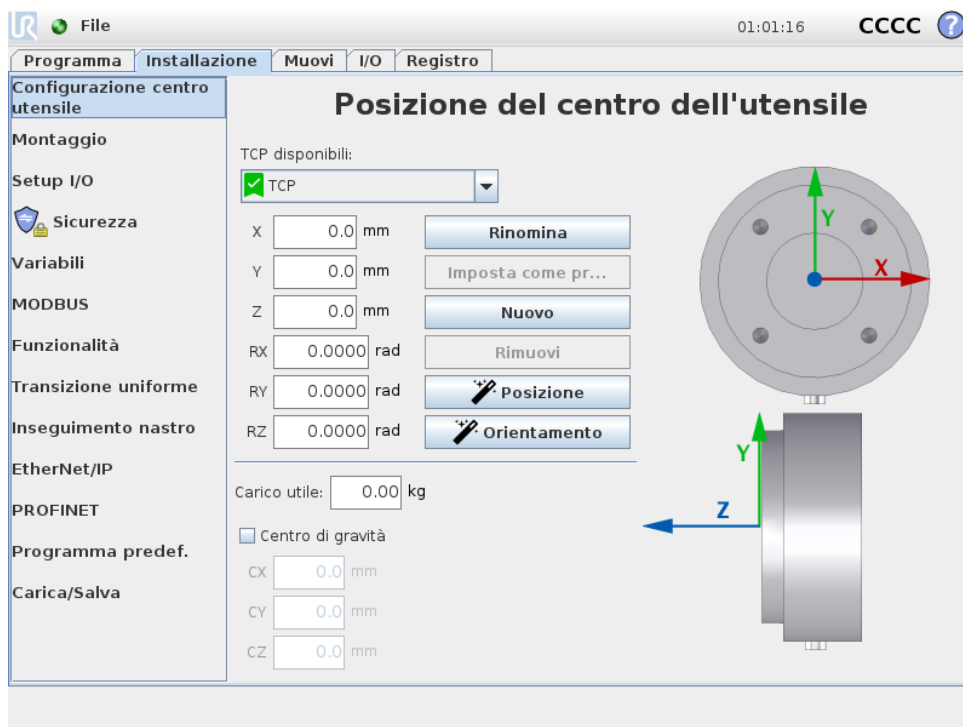 UR File 01:01:16 CCCC ?
Programma Installazione Muovi I/O Registro
Configurazione centro
utensile
Montaggio
Setup I/O
Sicurezza
Variabili
MODBUS
Funzionalità
Transizione uniforme
Inseguimento nastro
EtherNet/IP
PROFINET
Programma predef.
Carica/Salva
Posizione del centro dell'utensile
TCP disponibili:
TCP
X 0.0 mm Rinomina
Y 0.0 mm Imposta come pr...
Z 0.0 mm Nuovo
RX 0.0000 rad Rimuovi
RY 0.0000 rad Posizione
RZ 0.0000 rad Orientamento
Carico utile: 0.00 kg
Centro di gravità
CX 0.0 mm
CY 0.0 mm
CZ 0.0 mm
Y
X
Y
Z